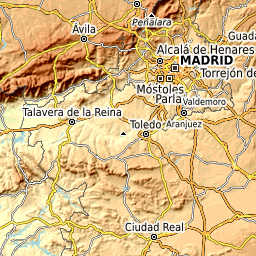 Peñalara
Ávila
Guada
Alcalá de Henares
MADRID
Torrejón de
Móstoles
Parla
Valdemoro
Talavera de la Reina
Toledo
Aranjuez
Ciudad Real